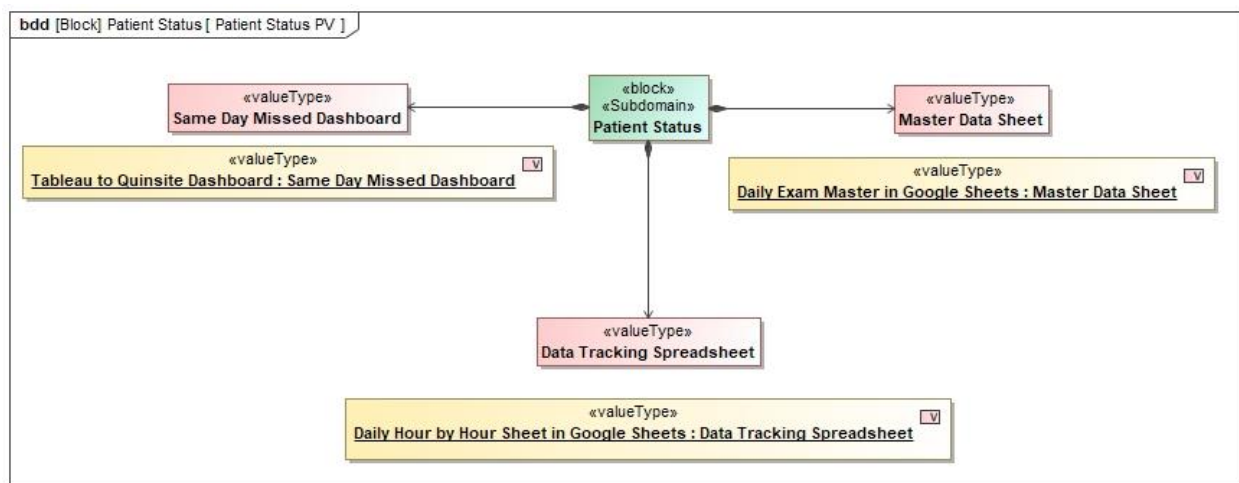 bdd [Block] Patient Status [ Patient Status PV ]
«valueType»
Same Day Missed Dashboard
«block»
«Subdomain»
Patient Status
«valueType»
Master Data Sheet
«valueType»
V
Tableau to Quinsite Dashboard : Same Day Missed Dashboard
«valueType»
V
Daily Exam Master in Google Sheets : Master Data Sheet
«valueType»
Data Tracking Spreadsheet
«valueType»
V
Daily Hour by Hour Sheet in Google Sheets : Data Tracking Spreadsheet